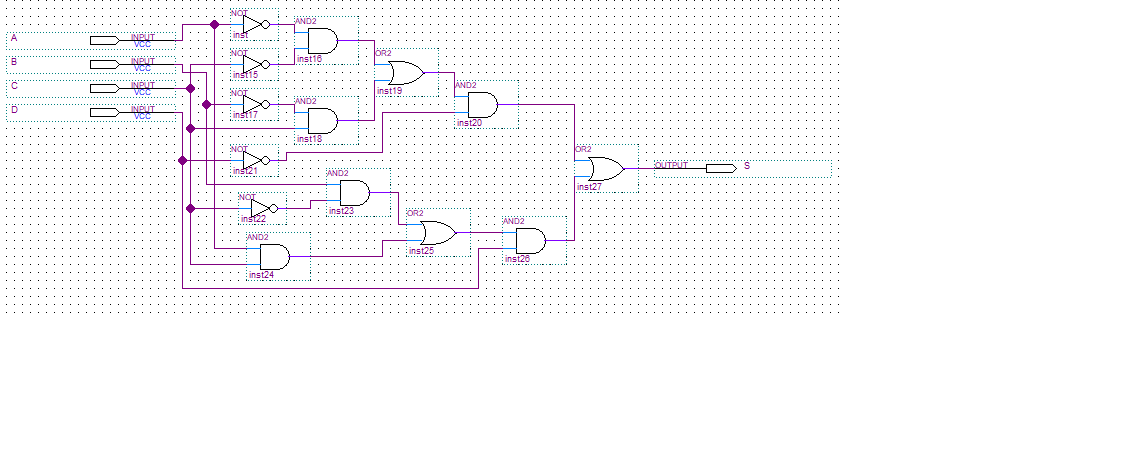 A INPUT VCC
B INPUT VCC
C INPUT VCC
D INPUT VCC
NOT
inst
AND2
inst16
NOT
inst15
OR2
inst19
NOT
inst17
AND2
inst18
AND2
inst20
NOT
inst21
OR2
inst27
OUTPUT S
AND2
inst23
NOT
inst22
OR2
inst25
AND2
inst26
AND2
inst24